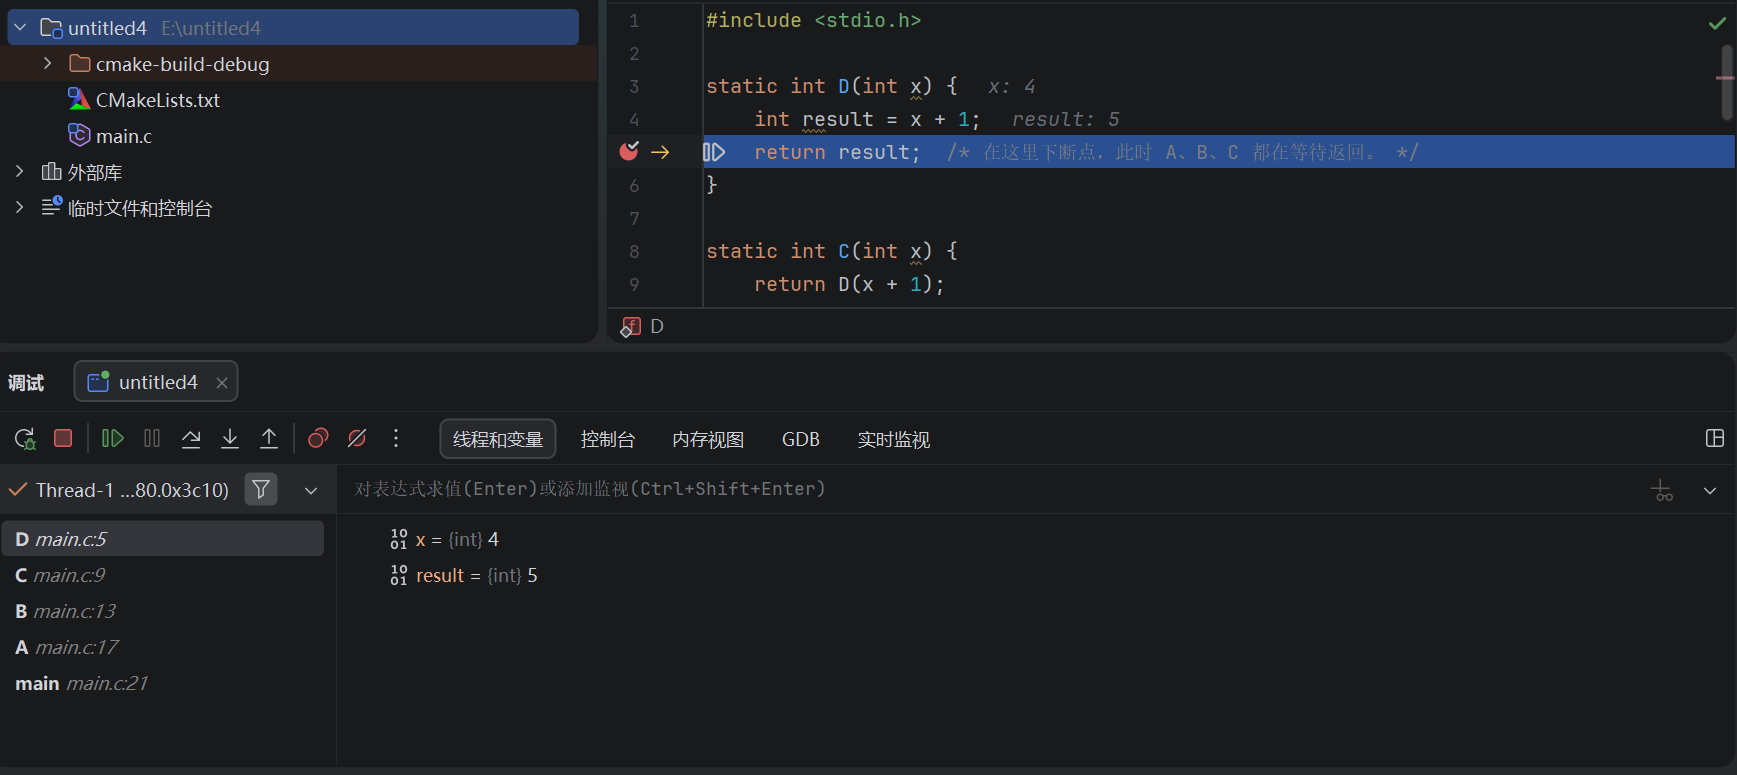 untitled4 E:\untitled4
cmake-build-debug
CMakeLists.txt
main.c
外部库
临时文件和控制台
1 #include <stdio.h>
2
3 static int D(int x) { x: 4
4 int result = x + 1; result: 5
return result; /* 在这里下断点，此时 A、B、C 都在等待返回。 */
6 }
7
8 static int C(int x) {
9 return D(x + 1);
D
调试 untitled4
线程和变量 控制台 内存视图 GDB 实时监视
Thread-1 ...80.0x3c10)
对表达式求值(Enter)或添加监视(Ctrl+Shift+Enter)
D main.c:5
C main.c:9
B main.c:13
A main.c:17
main main.c:21
x = {int} 4
result = {int} 5